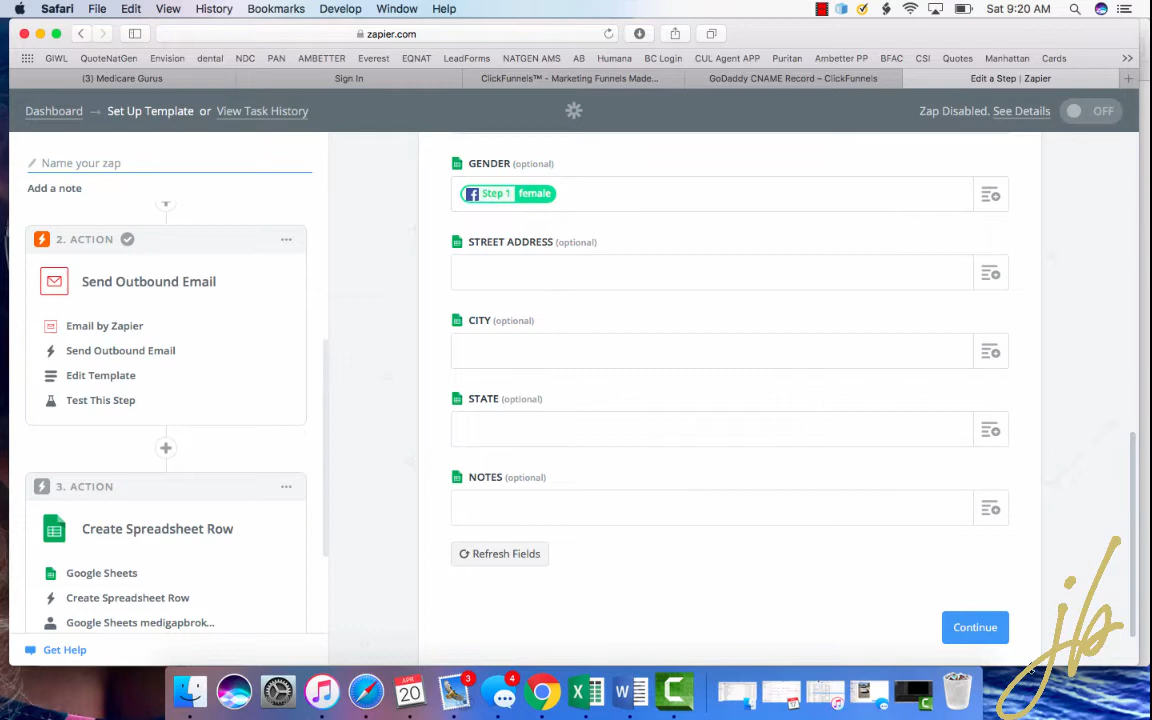 Safari File Edit View History Bookmarks Develop Window Help Sat 9:20 AM
zapier.com
GIWL QuoteNatGen Envision dental NDC PAN AMBETTER Everest EQNAT LeadForms NATGEN AMS AB Humana BC Login CUL Agent APP Puritan Ambetter PP BFAC CSI Quotes Manhattan Cards
(3) Medicare Gurus Sign In ClickFunnels™ - Marketing Funnels Made... GoDaddy CNAME Record – ClickFunnels Edit a Step | Zapier
Dashboard → Set Up Template or View Task History Zap Disabled. See Details OFF
Name your zap
Add a note
2. ACTION
Send Outbound Email
Email by Zapier
Send Outbound Email
Edit Template
Test This Step
3. ACTION
Create Spreadsheet Row
Google Sheets
Create Spreadsheet Row
Google Sheets medigapbrok...
Get Help
GENDER (optional)
Step 1 female
STREET ADDRESS (optional)
CITY (optional)
STATE (optional)
NOTES (optional)
Refresh Fields
Continue
APR
20
3
4
jb